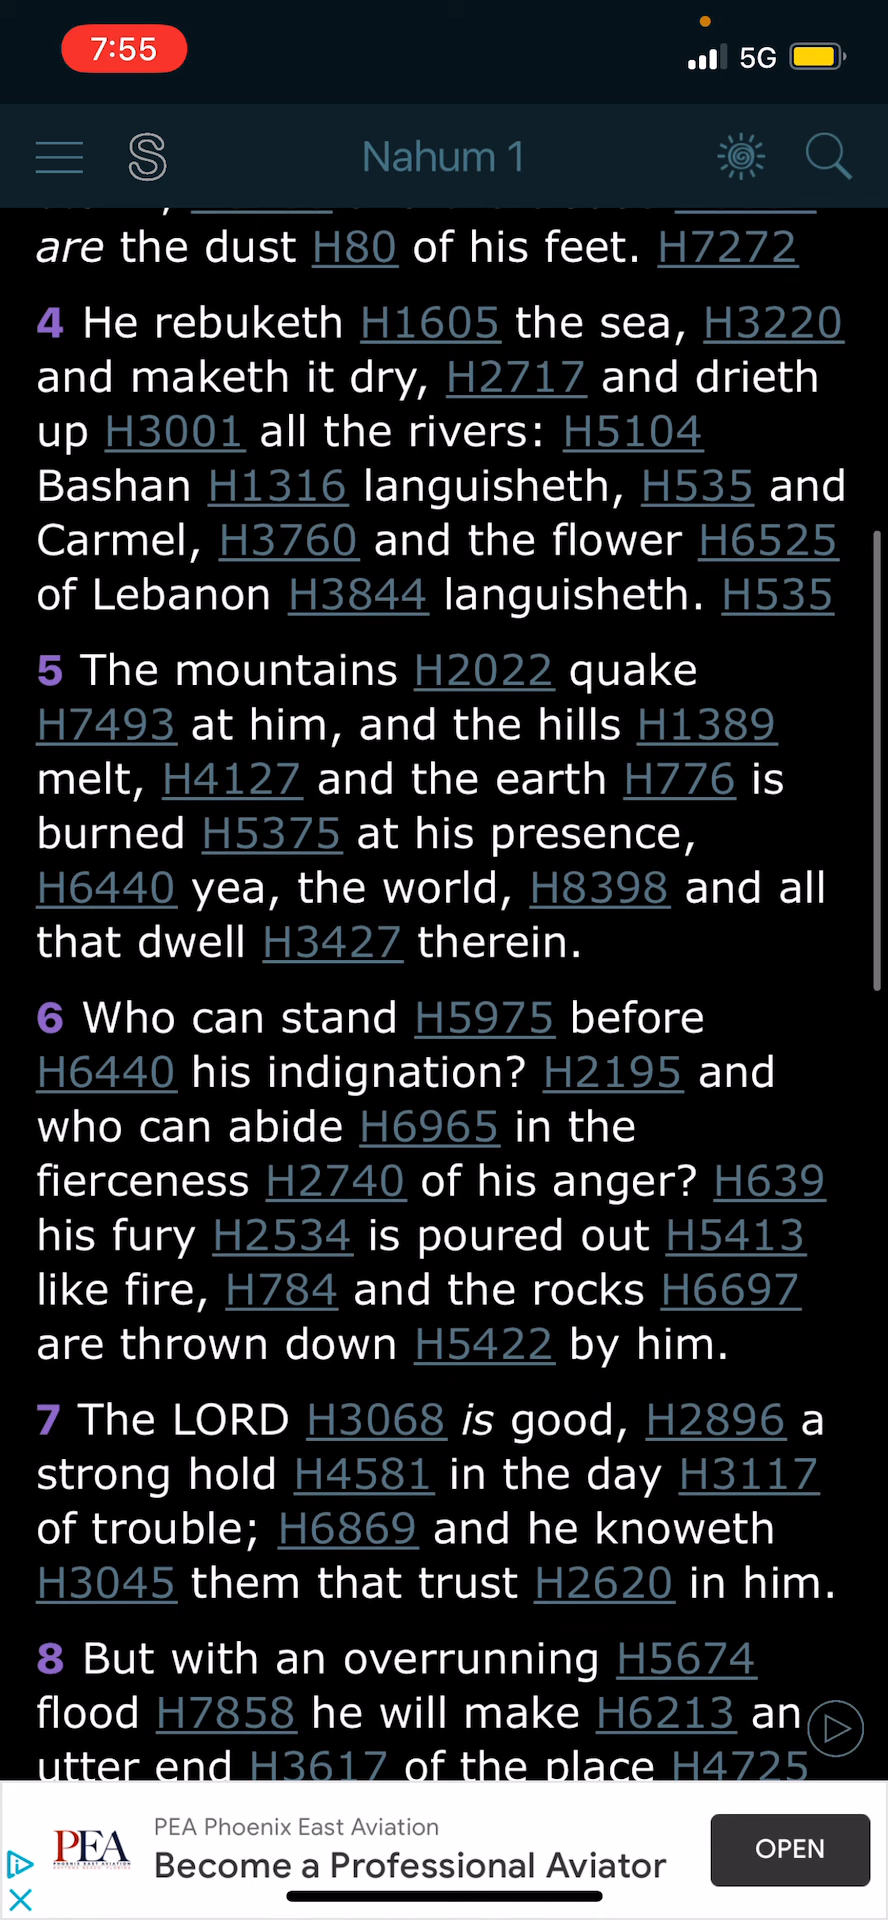 7:55
5G
S
Nahum 1
are the dust H80 of his feet. H7272
4 He rebuketh H1605 the sea, H3220
and maketh it dry, H2717 and drieth
up H3001 all the rivers: H5104
Bashan H1316 languisheth, H535 and
Carmel, H3760 and the flower H6525
of Lebanon H3844 languisheth. H535
5 The mountains H2022 quake
H7493 at him, and the hills H1389
melt, H4127 and the earth H776 is
burned H5375 at his presence,
H6440 yea, the world, H8398 and all
that dwell H3427 therein.
6 Who can stand H5975 before
H6440 his indignation? H2195 and
who can abide H6965 in the
fierceness H2740 of his anger? H639
his fury H2534 is poured out H5413
like fire, H784 and the rocks H6697
are thrown down H5422 by him.
7 The LORD H3068 is good, H2896 a
strong hold H4581 in the day H3117
of trouble; H6869 and he knoweth
H3045 them that trust H2620 in him.
8 But with an overrunning H5674
flood H7858 he will make H6213 an
utter end H3617 of the place H4725
PEA
PHOENIX EAST AVIATION
PEA Phoenix East Aviation
Become a Professional Aviator
OPEN